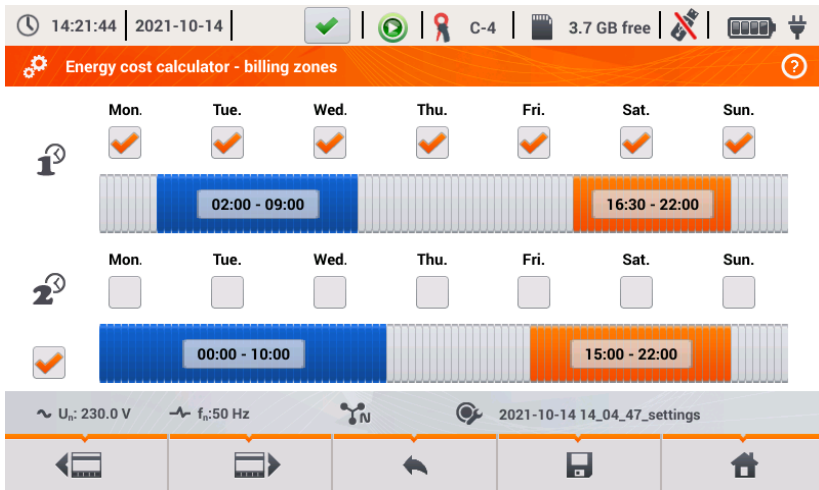 14:21:44 2021-10-14 C-4 3.7 GB free
Energy cost calculator - billing zones ?
Mon. Tue. Wed. Thu. Fri. Sat. Sun.
1
02:00 - 09:00 16:30 - 22:00
Mon. Tue. Wed. Thu. Fri. Sat. Sun.
2
00:00 - 10:00 15:00 - 22:00
Un: 230.0 V fn:50 Hz N 2021-10-14 14_04_47_settings